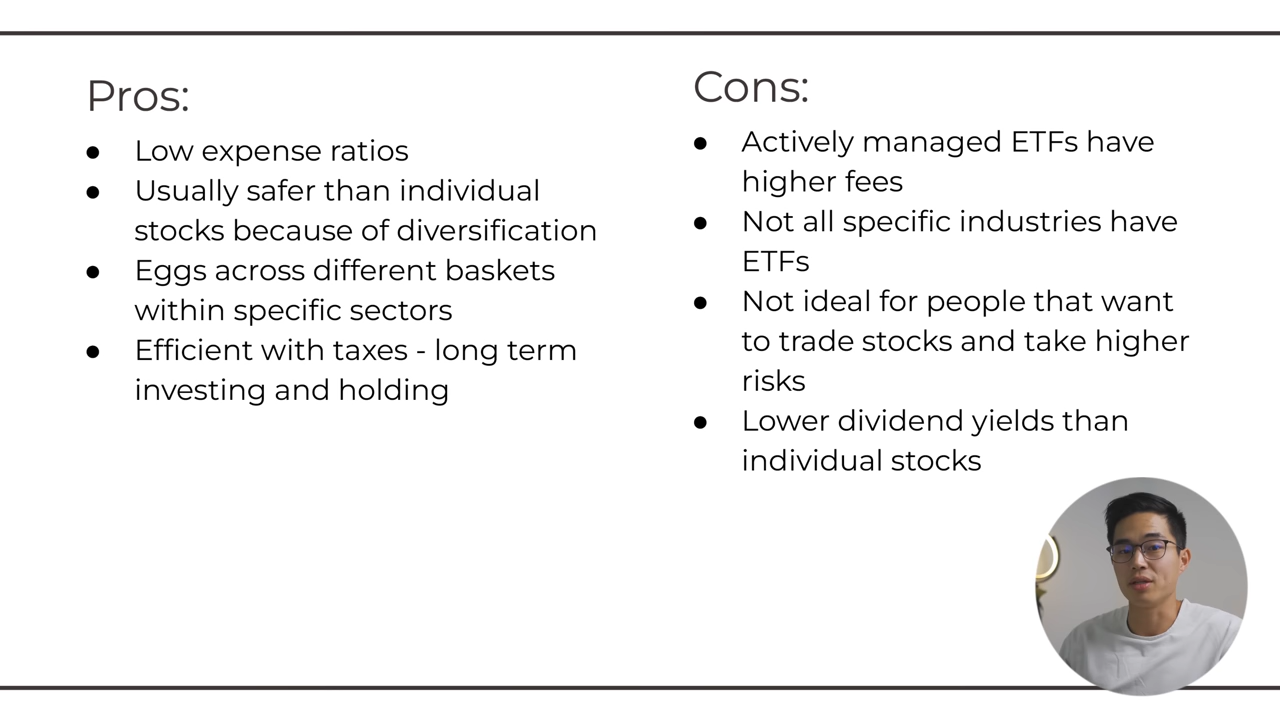 Pros:
● Low expense ratios
● Usually safer than individual
stocks because of diversification
● Eggs across different baskets
within specific sectors
● Efficient with taxes - long term
investing and holding
Cons:
● Actively managed ETFs have
higher fees
● Not all specific industries have
ETFs
● Not ideal for people that want
to trade stocks and take higher
risks
● Lower dividend yields than
individual stocks